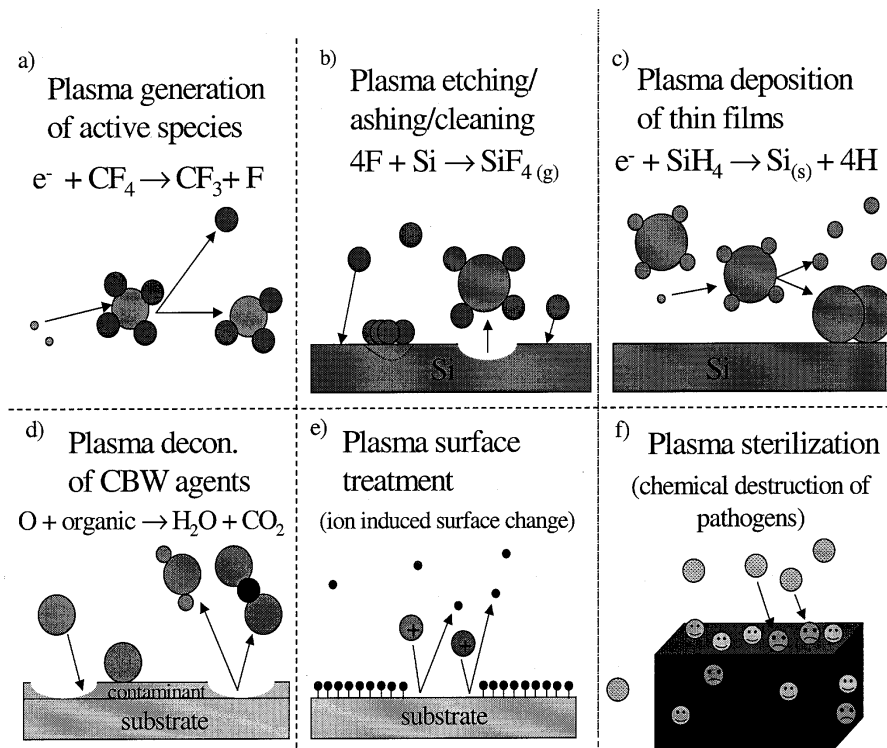 a)
Plasma generation
of active species
e⁻ + CF₄ → CF₃ + F
b)
Plasma etching/
ashing/cleaning
4F + Si → SiF₄ (g)
Si
c)
Plasma deposition
of thin films
e⁻ + SiH₄ → Si(s) + 4H
Si
d)
Plasma decon.
of CBW agents
O + organic → H₂O + CO₂
contaminant
substrate
e)
Plasma surface
treatment
(ion induced surface change)
+
+
substrate
f)
Plasma sterilization
(chemical destruction of
pathogens)